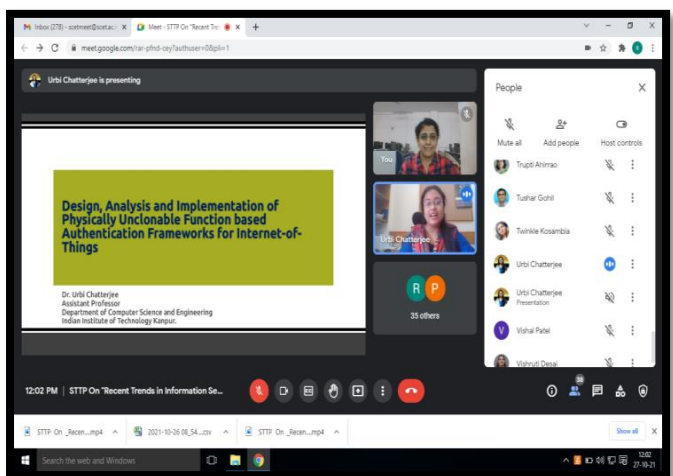 Inbox (278) - scetmeet@scet.ac.i
Meet - STTP On "Recent Tre
meet.google.com/rar-pfnd-cey?authuser=0&pli=1
Urbi Chatterjee is presenting
Design, Analysis and Implementation of
Physically Unclonable Function based
Authentication Frameworks for Internet-of-
Things
Dr. Urbi Chatterjee
Assistant Professor
Department of Computer Science and Engineering
Indian Institute of Technology Kanpur.
You
Urbi Chatterjee
R P
35 others
People
Mute all Add people Host controls
Trupti Ahirrao
Tushar Gohil
Twinkle Kosambia
Urbi Chatterjee
Urbi Chatterjee
Presentation
V Vishal Patel
Vishruti Desai
12:02 PM | STTP On "Recent Trends in Information Se...
38
STTP On _Recen....mp4
2021-10-26 08_54....csv
STTP On _Recen....mp4
Show all
Search the web and Windows
12:02
27-10-21